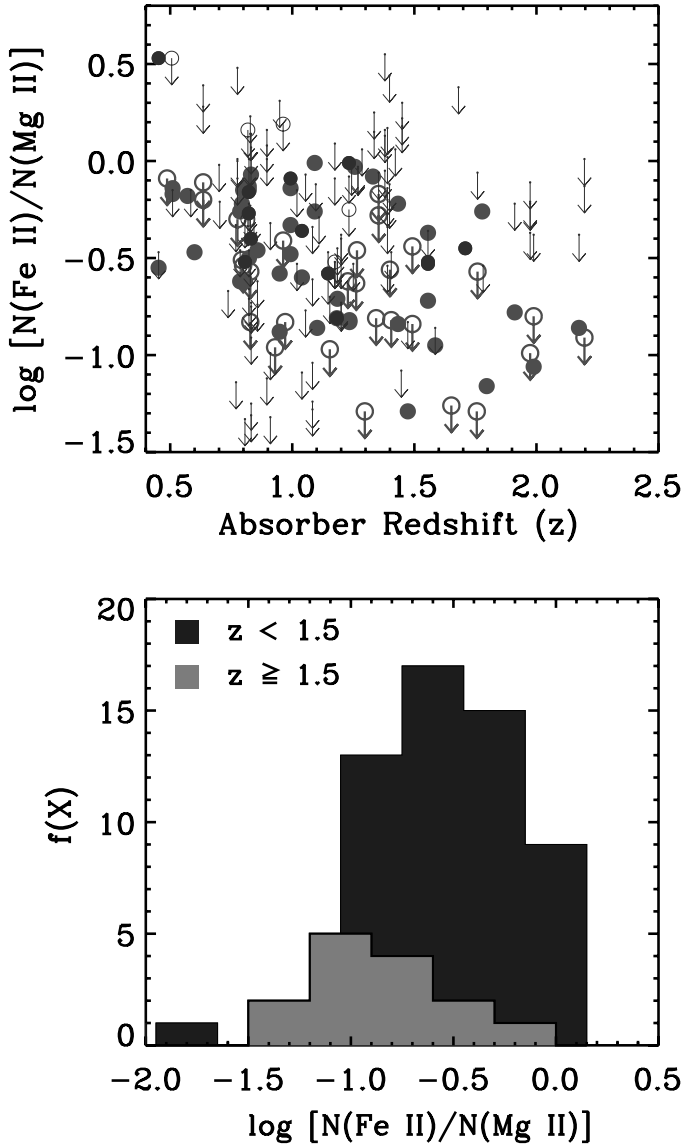 log [N(Fe II)/N(Mg II)]
0.5
0.0
−0.5
−1.0
−1.5
0.5 1.0 1.5 2.0 2.5
Absorber Redshift (z)
f(X)
20
15
10
5
0
z < 1.5
z ≧ 1.5
−2.0 −1.5 −1.0 −0.5 0.0 0.5
log [N(Fe II)/N(Mg II)]